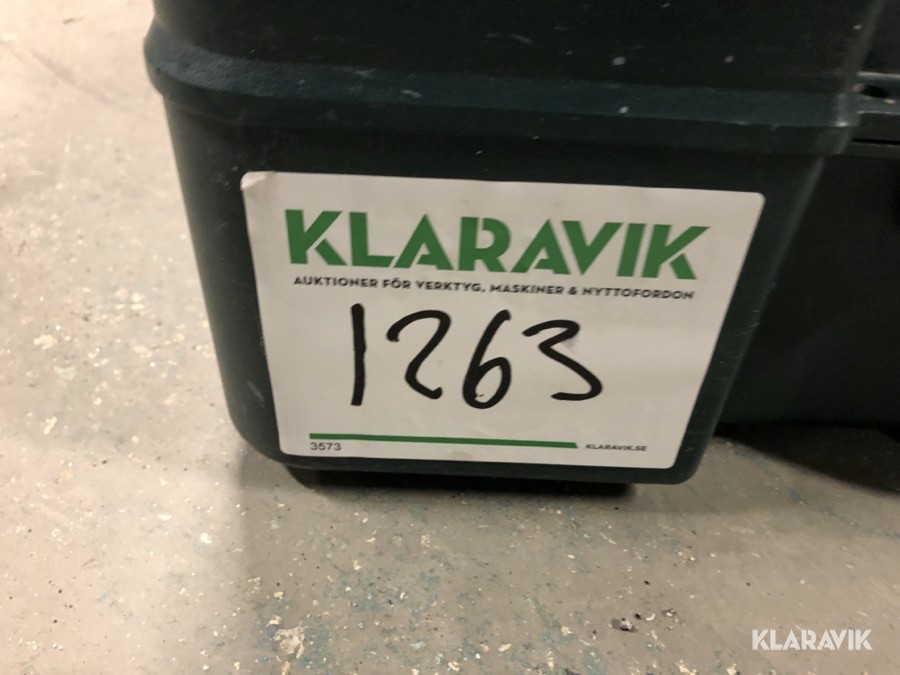 KLARAVIK
AUKTIONER FÖR VERKTYG, MASKINER & NYTTOFORDON
1263
3573
KLARAVIK.SE
KLARAVIK